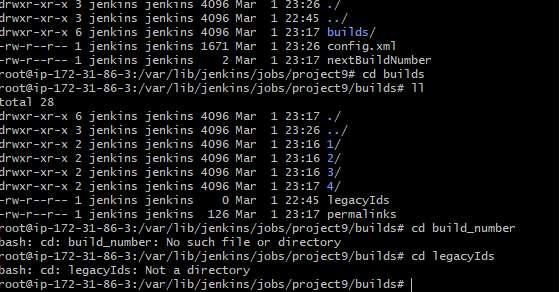 drwxr-xr-x 3 jenkins jenkins 4096 Mar  1 23:26 ./
drwxr-xr-x 3 jenkins jenkins 4096 Mar  1 22:45 ../
drwxr-xr-x 6 jenkins jenkins 4096 Mar  1 23:17 builds/
-rw-r--r-- 1 jenkins jenkins 1671 Mar  1 23:26 config.xml
-rw-r--r-- 1 jenkins jenkins    2 Mar  1 23:17 nextBuildNumber
root@ip-172-31-86-3:/var/lib/jenkins/jobs/project9# cd builds
root@ip-172-31-86-3:/var/lib/jenkins/jobs/project9/builds# ll
total 28
drwxr-xr-x 6 jenkins jenkins 4096 Mar  1 23:17 ./
drwxr-xr-x 3 jenkins jenkins 4096 Mar  1 23:26 ../
drwxr-xr-x 2 jenkins jenkins 4096 Mar  1 23:16 1/
drwxr-xr-x 2 jenkins jenkins 4096 Mar  1 23:16 2/
drwxr-xr-x 2 jenkins jenkins 4096 Mar  1 23:16 3/
drwxr-xr-x 2 jenkins jenkins 4096 Mar  1 23:17 4/
-rw-r--r-- 1 jenkins jenkins    0 Mar  1 22:45 legacyIds
-rw-r--r-- 1 jenkins jenkins  126 Mar  1 23:17 permalinks
root@ip-172-31-86-3:/var/lib/jenkins/jobs/project9/builds# cd build_number
bash: cd: build_number: No such file or directory
root@ip-172-31-86-3:/var/lib/jenkins/jobs/project9/builds# cd legacyIds
bash: cd: legacyIds: Not a directory
root@ip-172-31-86-3:/var/lib/jenkins/jobs/project9/builds#